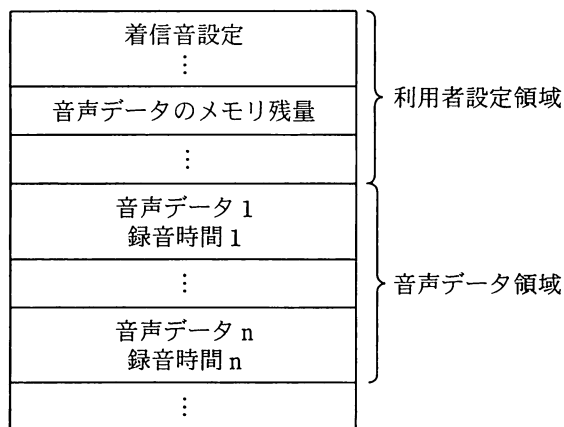 着信音設定
⋮
音声データのメモリ残量
⋮
利用者設定領域
音声データ1
録音時間1
⋮
音声データn
録音時間n
音声データ領域
⋮